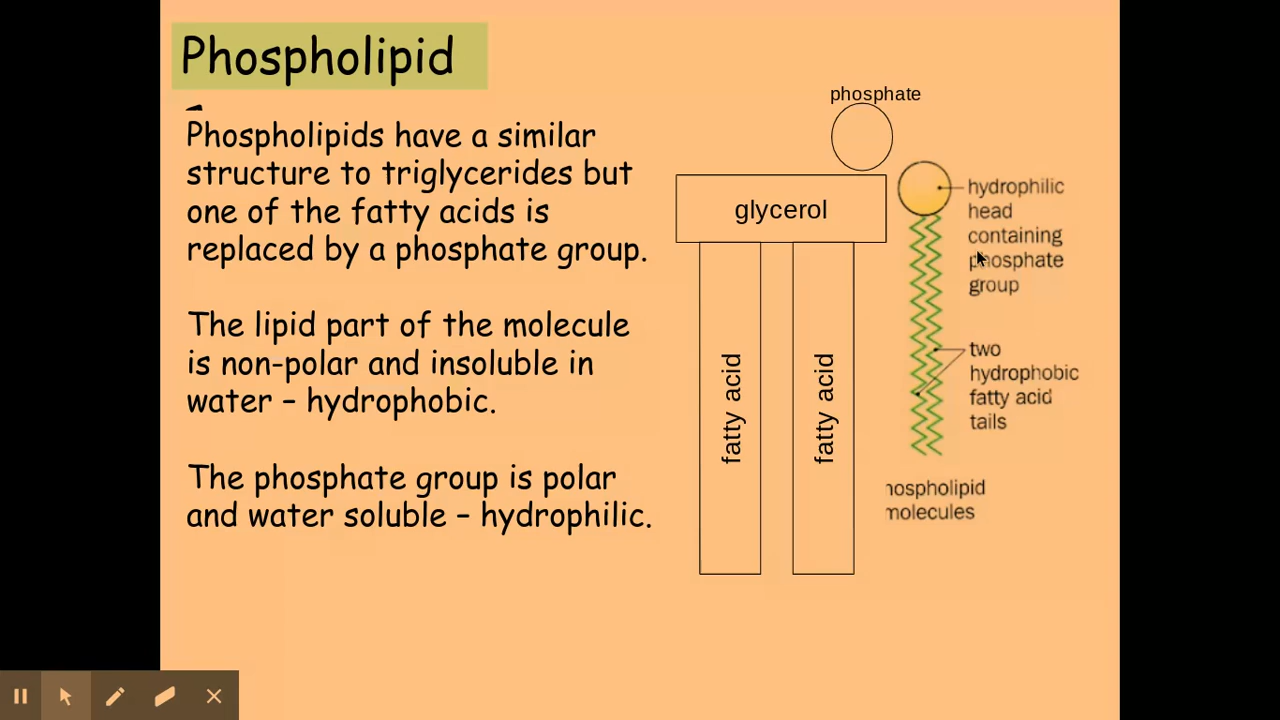 Phospholipid
Phospholipids have a similar
structure to triglycerides but
one of the fatty acids is
replaced by a phosphate group.
The lipid part of the molecule
is non-polar and insoluble in
water – hydrophobic.
The phosphate group is polar
and water soluble – hydrophilic.
phosphate
glycerol
fatty acid
fatty acid
hydrophilic
head
containing
phosphate
group
two
hydrophobic
fatty acid
tails
hospholipid
molecules